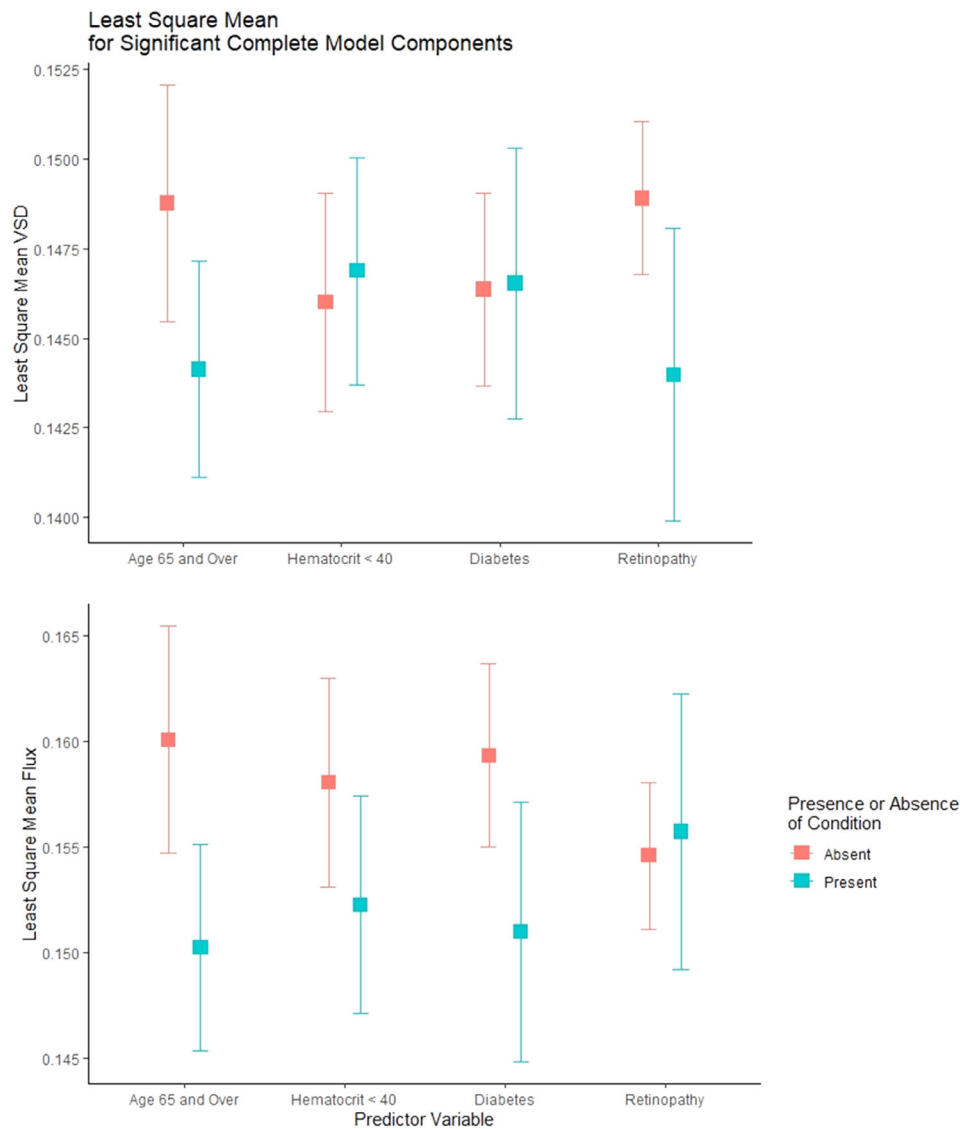 Least Square Mean
for Significant Complete Model Components
Least Square Mean VSD
0.1525
0.1500
0.1475
0.1450
0.1425
0.1400
Age 65 and Over
Hematocrit < 40
Diabetes
Retinopathy
Least Square Mean Flux
0.165
0.160
0.155
0.150
0.145
Age 65 and Over
Hematocrit < 40
Diabetes
Retinopathy
Predictor Variable
Presence or Absence
of Condition
Absent
Present